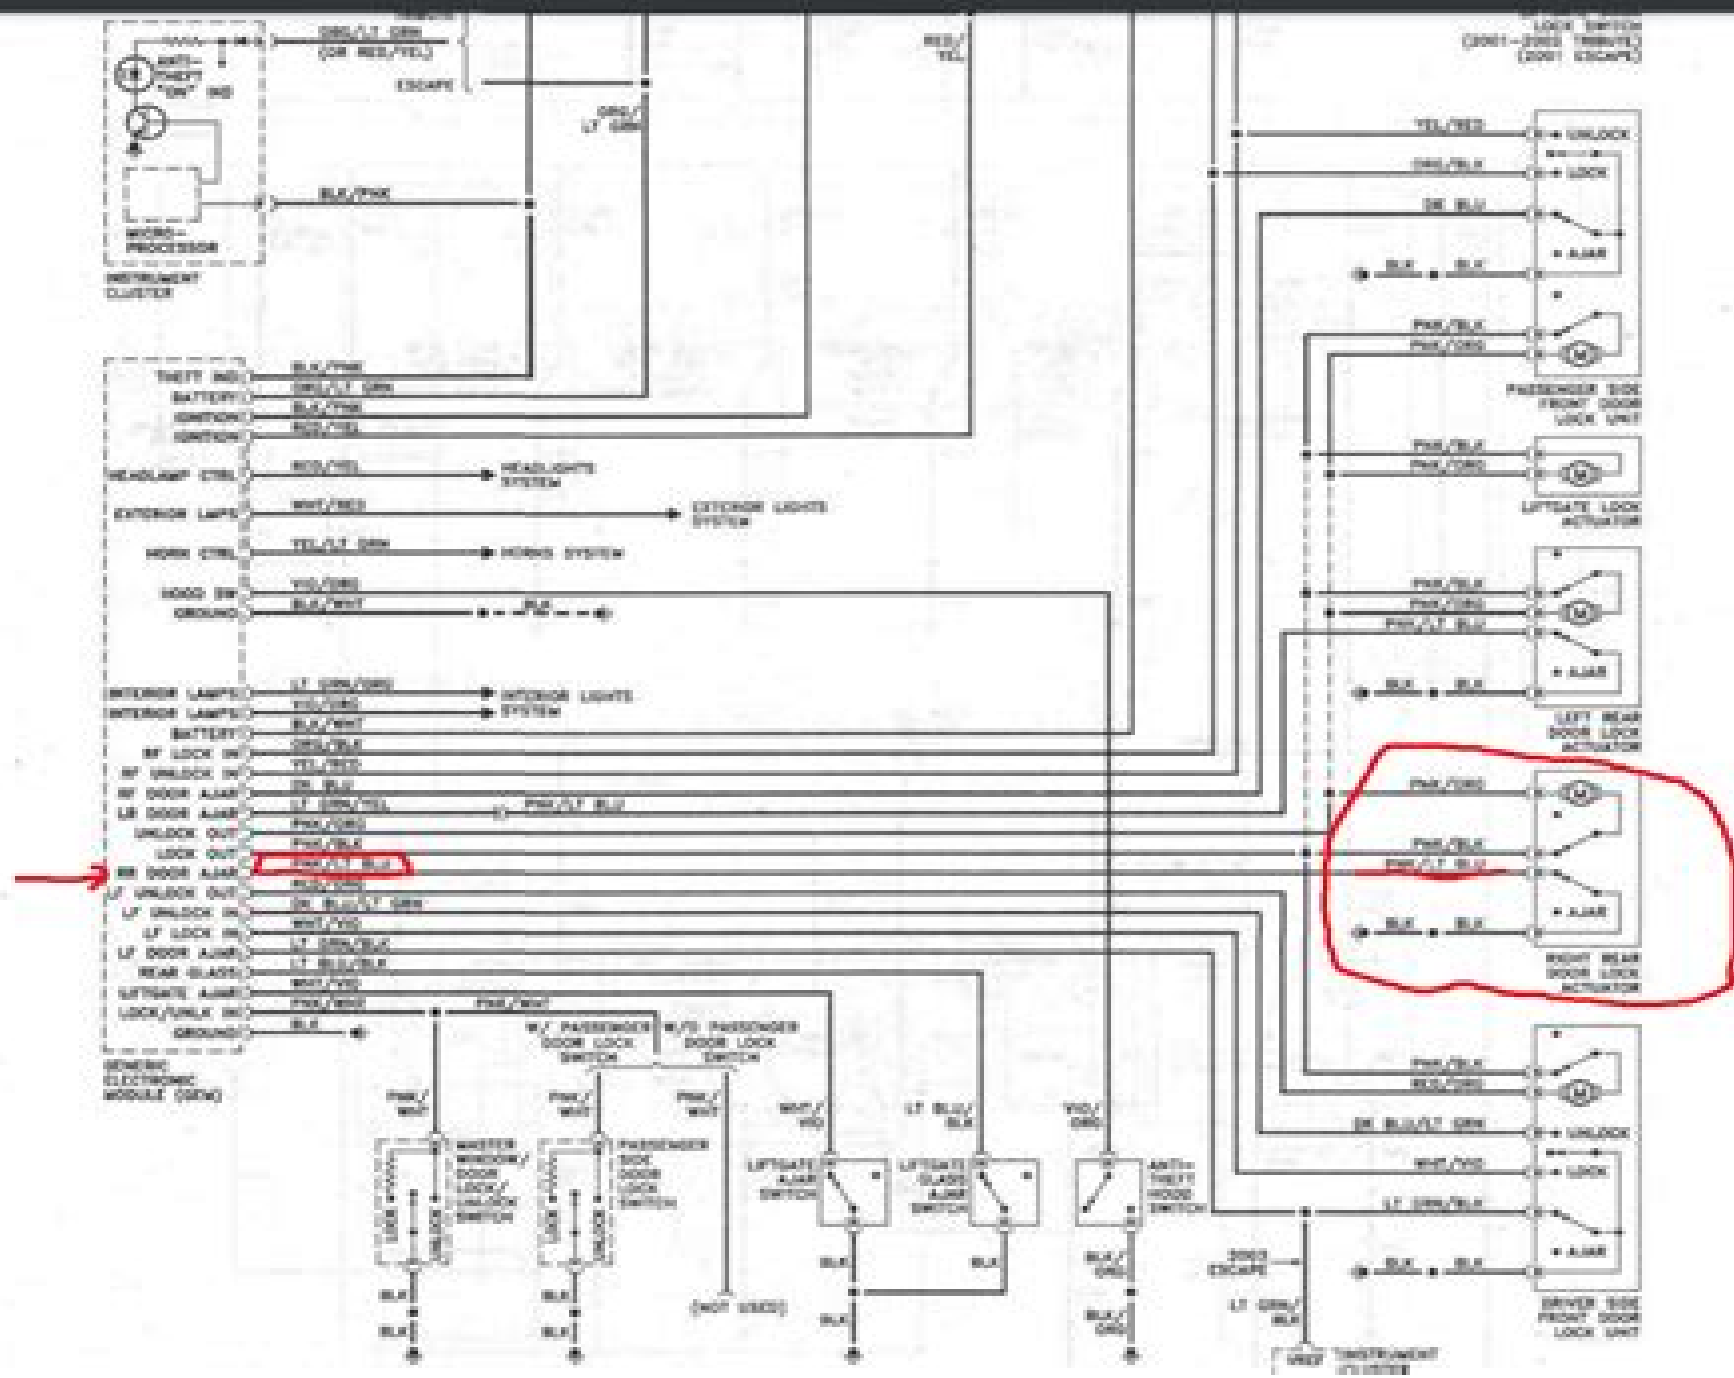 LOCK SWITCH
(2001-2002 TRIBUTE)
(2001 ESCAPE)
ORG/LT GRN
(OR RED/YEL)
ESCAPE
ANTI-
THEFT
"ON" IND
ORG/
LT GRN
RED/
YEL
BLK/PNK
MICRO-
PROCESSOR
INSTRUMENT
CLUSTER
YEL/RED
UNLOCK
ORG/BLK
LOCK
DK BLU
AJAR
BLK
BLK
PNK/BLK
PNK/ORG
M
PASSENGER SIDE
FRONT DOOR
LOCK UNIT
PNK/BLK
PNK/ORG
M
LIFTGATE LOCK
ACTUATOR
PNK/BLK
PNK/ORG
M
PNK/LT BLU
AJAR
BLK
BLK
LEFT REAR
DOOR LOCK
ACTUATOR
PNK/ORG
M
PNK/BLK
PNK/LT BLU
AJAR
BLK
BLK
RIGHT REAR
DOOR LOCK
ACTUATOR
PNK/BLK
RED/ORG
M
DK BLU/LT GRN
UNLOCK
WHT/VIO
LOCK
LT GRN/BLK
AJAR
BLK
BLK
DRIVER SIDE
FRONT DOOR
LOCK UNIT
THEFT IND
BLK/PNK
BATTERY
ORG/LT GRN
IGNITION
BLK/PNK
IGNITION
RED/YEL
HEADLAMP CTRL
RED/YEL
HEADLIGHTS
SYSTEM
EXTERIOR LMPS
WHT/RED
EXTERIOR LIGHTS
SYSTEM
HORN CTRL
YEL/LT GRN
HORNS SYSTEM
HOOD SW
VIO/ORG
GROUND
BLK/WHT
BLK
INTERIOR LAMPS
LT GRN/ORG
INTERIOR LAMPS
VIO/ORG
INTERIOR LIGHTS
SYSTEM
BATTERY
BLK/WHT
RF LOCK IN
ORG/BLK
RF UNLOCK IN
YEL/RED
RF DOOR AJAR
DK BLU
LR DOOR AJAR
LT GRN/YEL
PNK/LT BLU
UNLOCK OUT
PNK/ORG
LOCK OUT
PNK/BLK
RR DOOR AJAR
PNK/LT BLU
LF UNLOCK OUT
RED/ORG
LF UNLOCK IN
DK BLU/LT GRN
LF LOCK IN
WHT/VIO
LF DOOR AJAR
LT GRN/BLK
REAR GLASS
LT BLU/BLK
LIFTGATE AJAR
WHT/VIO
LOCK/UNLK IN
PNK/WHT
PNK/WHT
GROUND
BLK
GENERIC
ELECTRONIC
MODULE (GEM)
W/ PASSENGER
DOOR LOCK
SWITCH
W/O PASSENGER
DOOR LOCK
SWITCH
PNK/
WHT
PNK/
WHT
PNK/
WHT
WHT/
VIO
LT BLU/
BLK
VIO/
ORG
LOCK
UNLOCK
MASTER
WINDOW/
DOOR
LOCK/
UNLOCK
SWITCH
LOCK
UNLOCK
PASSENGER
SIDE
DOOR
LOCK
SWITCH
LIFTGATE
AJAR
SWITCH
LIFTGATE
GLASS
AJAR
SWITCH
ANTI-
THEFT
HOOD
SWITCH
BLK
BLK
BLK
BLK
(NOT USED)
BLK
BLK
BLK
BLK/
ORG
BLK/
ORG
2003
ESCAPE
LT GRN/
BLK
INSTRUMENT
CLUSTER